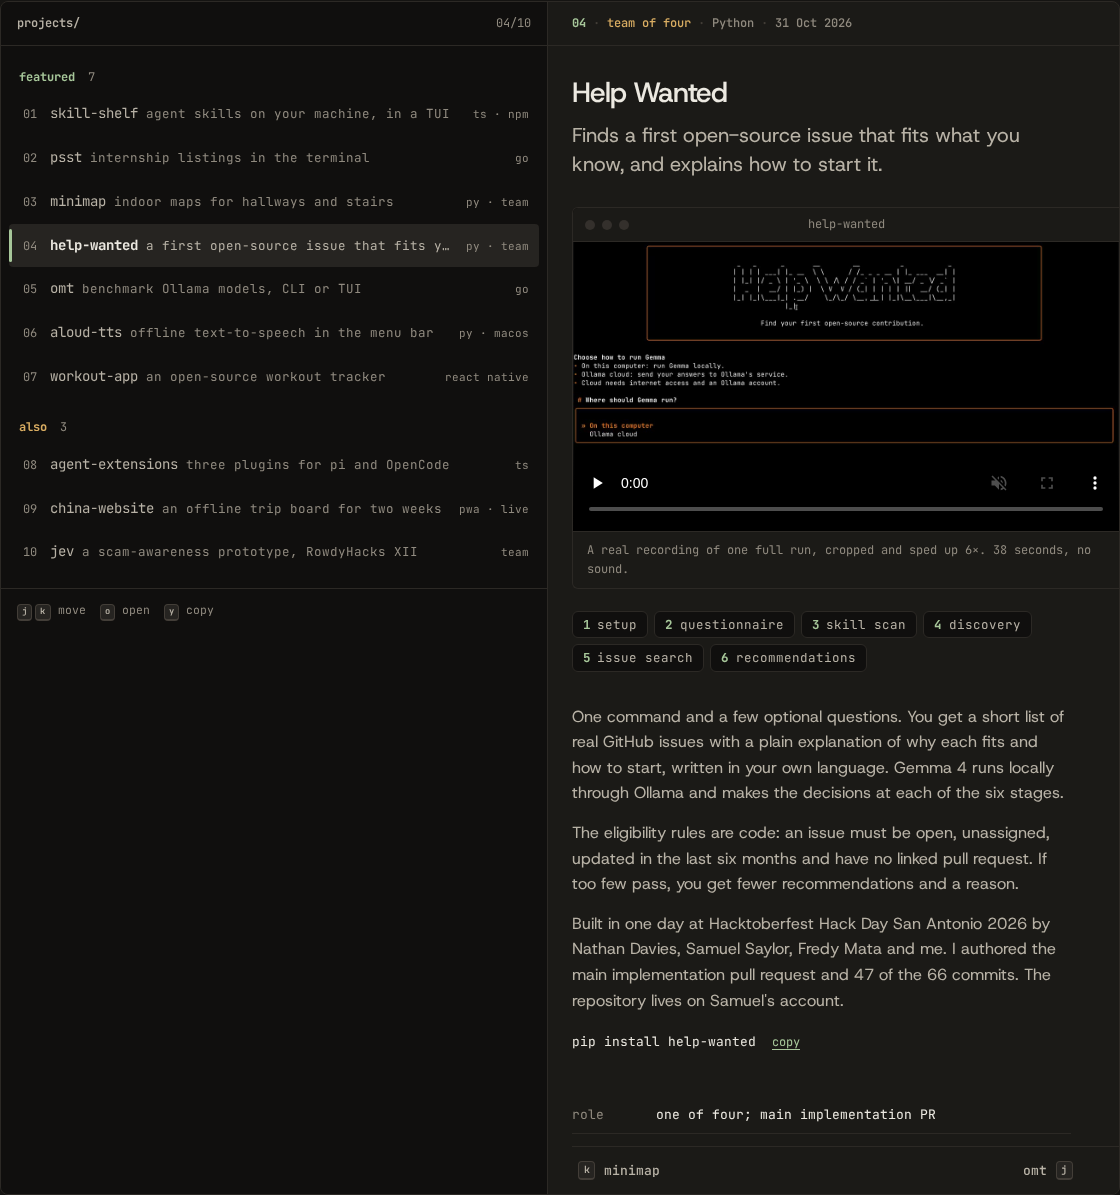 projects/ 04/10
featured 7
01 skill-shelf agent skills on your machine, in a TUI ts · npm
02 psst internship listings in the terminal go
03 minimap indoor maps for hallways and stairs py · team
04 help-wanted a first open-source issue that fits y… py · team
05 omt benchmark Ollama models, CLI or TUI go
06 aloud-tts offline text-to-speech in the menu bar py · macos
07 workout-app an open-source workout tracker react native
also 3
08 agent-extensions three plugins for pi and OpenCode ts
09 china-website an offline trip board for two weeks pwa · live
10 jev a scam-awareness prototype, RowdyHacks XII team
j k move o open y copy
04 · team of four · Python · 31 Oct 2026
Help Wanted
Finds a first open-source issue that fits what you
know, and explains how to start it.
help-wanted
Help Wanted
Find your first open-source contribution.
Choose how to run Gemma
· On this computer: run Gemma locally.
· Ollama cloud: send your answers to Ollama's service.
· Cloud needs internet access and an Ollama account.
# Where should Gemma run?
On this computer
Ollama cloud
0:00
A real recording of one full run, cropped and sped up 6×. 38 seconds, no
sound.
1 setup 2 questionnaire 3 skill scan 4 discovery
5 issue search 6 recommendations
One command and a few optional questions. You get a short list of
real GitHub issues with a plain explanation of why each fits and
how to start, written in your own language. Gemma 4 runs locally
through Ollama and makes the decisions at each of the six stages.
The eligibility rules are code: an issue must be open, unassigned,
updated in the last six months and have no linked pull request. If
too few pass, you get fewer recommendations and a reason.
Built in one day at Hacktoberfest Hack Day San Antonio 2026 by
Nathan Davies, Samuel Saylor, Fredy Mata and me. I authored the
main implementation pull request and 47 of the 66 commits. The
repository lives on Samuel's account.
pip install help-wanted copy
role one of four; main implementation PR
k minimap omt j